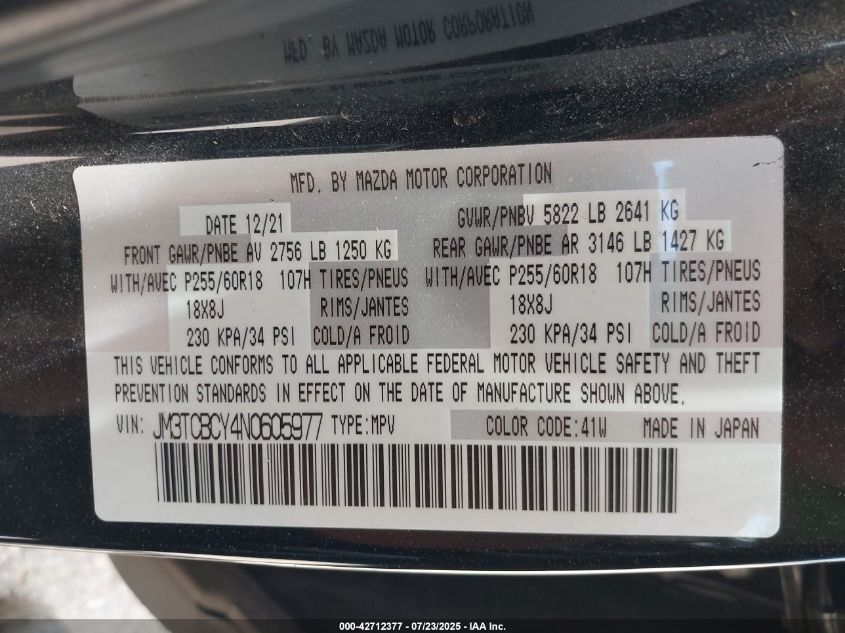 MFD. BY MAZDA MOTOR CORPORATION
MFD. BY MAZDA MOTOR CORPORATION
DATE 12/21 GVWR/PNBV 5822 LB 2641 KG
FRONT GAWR/PNBE AV 2756 LB 1250 KG REAR GAWR/PNBE AR 3146 LB 1427 KG
WITH/AVEC P255/60R18 107H TIRES/PNEUS WITH/AVEC P255/60R18 107H TIRES/PNEUS
18X8J RIMS/JANTES 18X8J RIMS/JANTES
230 KPA/34 PSI COLD/A FROID 230 KPA/34 PSI COLD/A FROID
THIS VEHICLE CONFORMS TO ALL APPLICABLE FEDERAL MOTOR VEHICLE SAFETY AND THEFT
PREVENTION STANDARDS IN EFFECT ON THE DATE OF MANUFACTURE SHOWN ABOVE.
VIN: JM3TCBCY4N0605977 TYPE:MPV COLOR CODE:41W MADE IN JAPAN
000-42712377 - 07/23/2025 - IAA Inc.